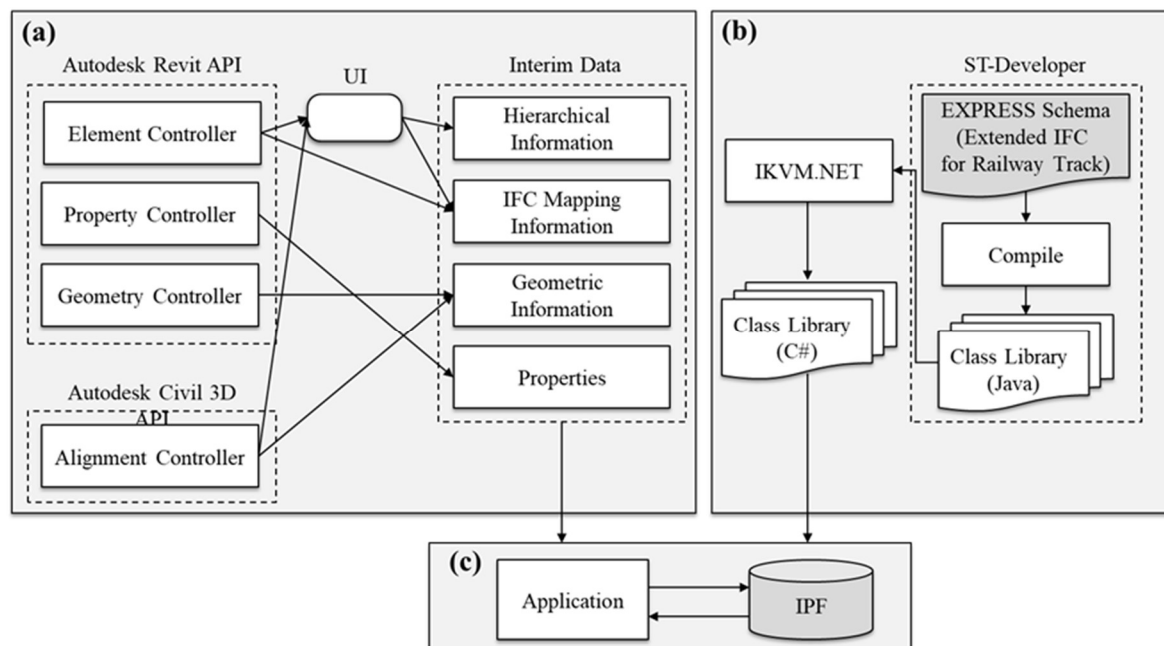 (a)
Autodesk Revit API
Element Controller
Property Controller
Geometry Controller
Autodesk Civil 3D
API
Alignment Controller
UI
Interim Data
Hierarchical
Information
IFC Mapping
Information
Geometric
Information
Properties
(b)
ST-Developer
EXPRESS Schema
(Extended IFC
for Railway Track)
IKVM.NET
Compile
Class Library
(C#)
Class Library
(Java)
(c)
Application
IPF